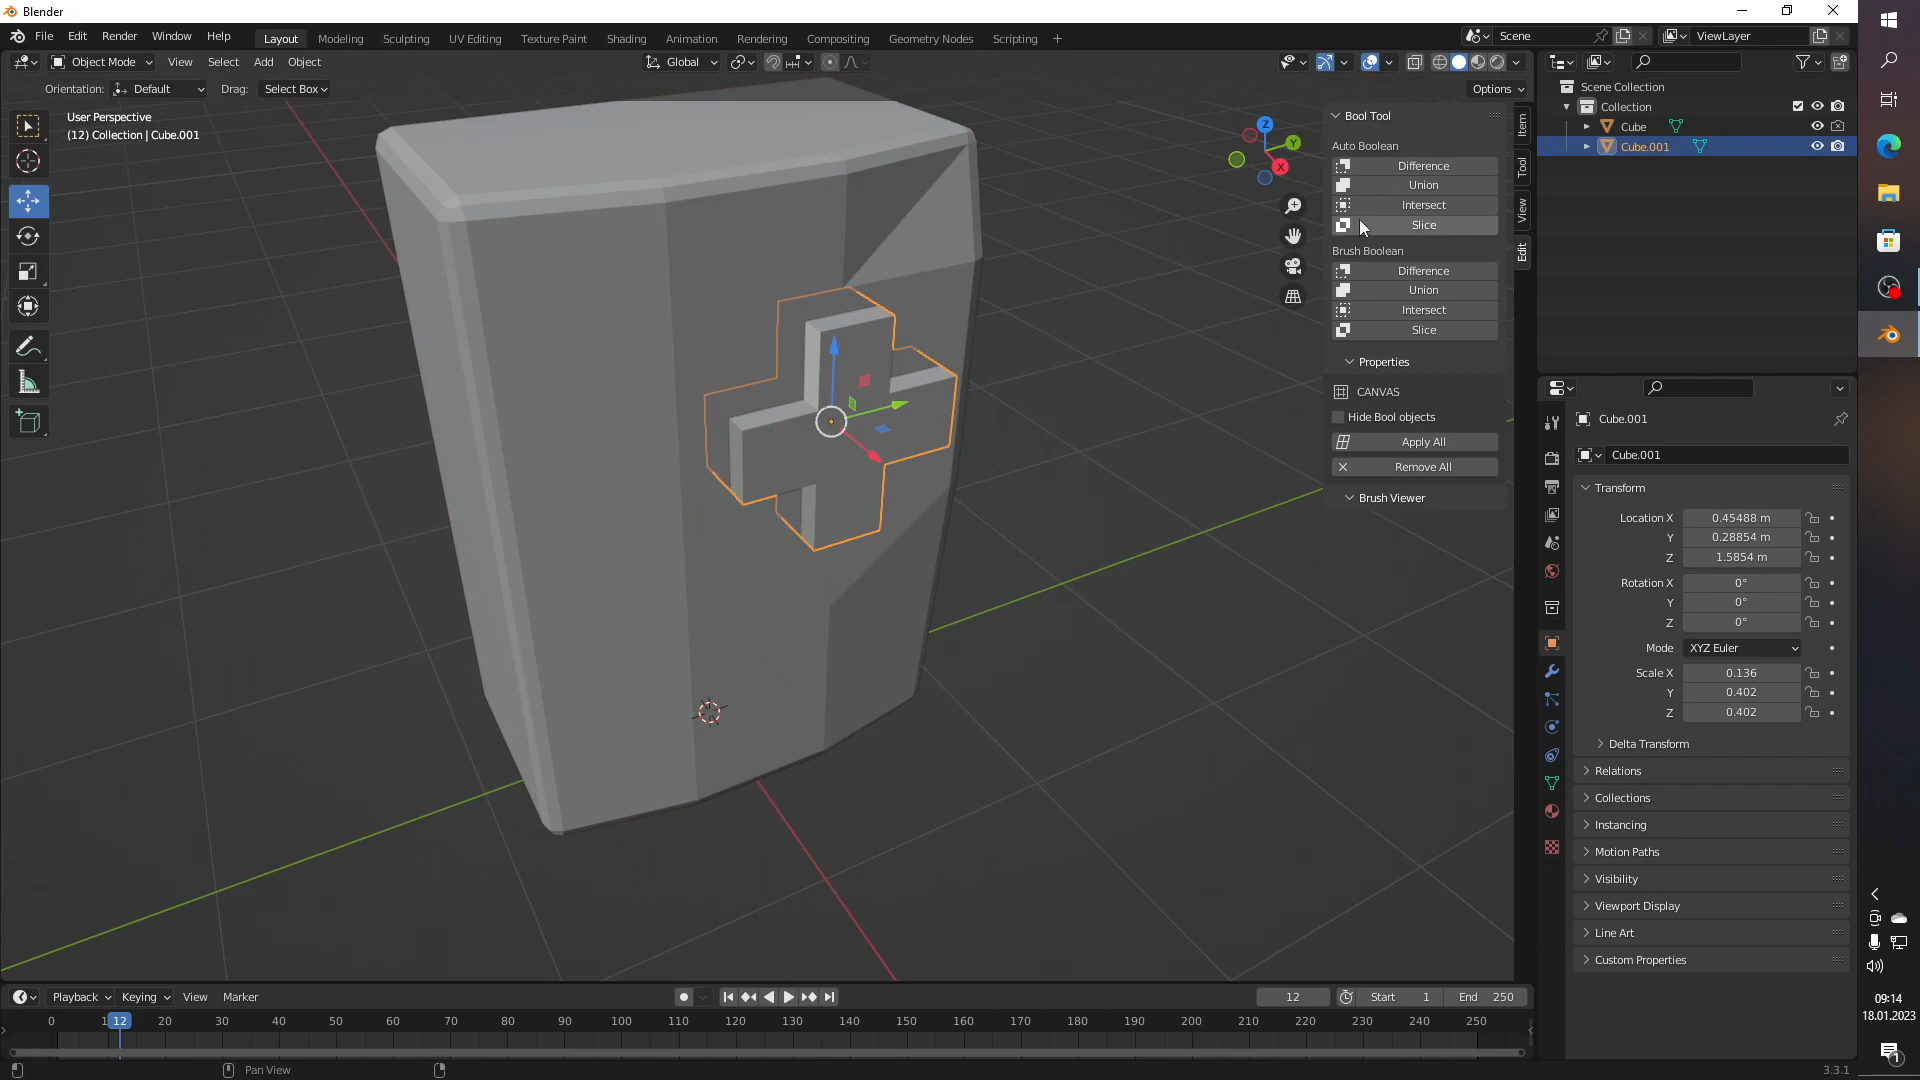 Blender
File Edit Render Window Help
Layout Modeling Sculpting UV Editing Texture Paint Shading Animation Rendering Compositing Geometry Nodes Scripting +
Scene
ViewLayer
Object Mode View Select Add Object
Global
Orientation: Default Drag: Select Box
Options
User Perspective
(12) Collection | Cube.001
Z
Y
X
Bool Tool
Auto Boolean
Difference
Union
Intersect
Slice
Brush Boolean
Difference
Union
Intersect
Slice
Properties
CANVAS
Hide Bool objects
Apply All
Remove All
Brush Viewer
Item
Tool
View
Edit
Scene Collection
Collection
Cube
Cube.001
Cube.001
Cube.001
Transform
Location X 0.45488 m
Y 0.28854 m
Z 1.5854 m
Rotation X 0°
Y 0°
Z 0°
Mode XYZ Euler
Scale X 0.136
Y 0.402
Z 0.402
Delta Transform
Relations
Collections
Instancing
Motion Paths
Visibility
Viewport Display
Line Art
Custom Properties
Playback Keying View Marker
12 Start 1 End 250
0 1 12 20 30 40 50 60 70 80 90 100 110 120 130 140 150 160 170 180 190 200 210 220 230 240 250
Pan View
3.3.1
09:14
18.01.2023
1